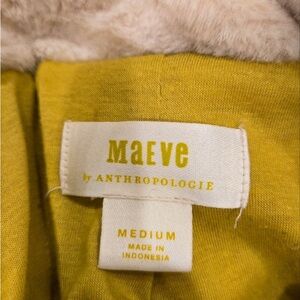 MAEVE
by ANTHROPOLOGIE
MEDIUM
MADE IN
INDONESIA